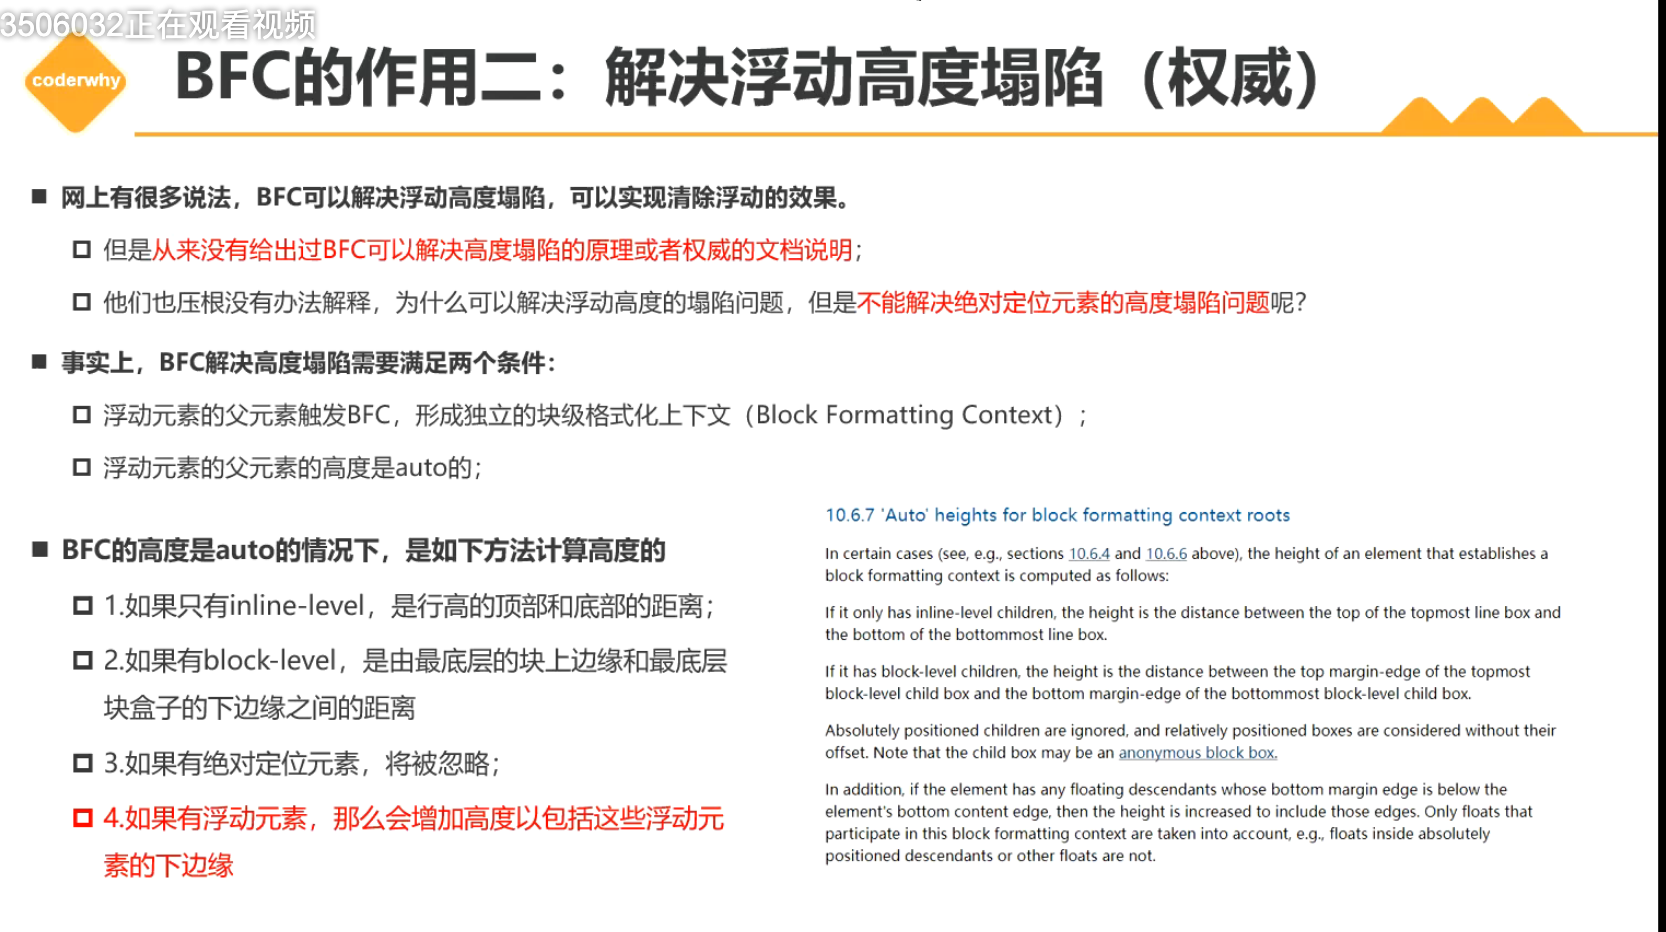 3506032正在观看视频
coderwhy
BFC的作用二：解决浮动高度塌陷（权威）
网上有很多说法，BFC可以解决浮动高度塌陷，可以实现清除浮动的效果。
但是从来没有给出过BFC可以解决高度塌陷的原理或者权威的文档说明；
他们也压根没有办法解释，为什么可以解决浮动高度的塌陷问题，但是不能解决绝对定位元素的高度塌陷问题呢？
事实上，BFC解决高度塌陷需要满足两个条件：
浮动元素的父元素触发BFC，形成独立的块级格式化上下文（Block Formatting Context）；
浮动元素的父元素的高度是auto的；
BFC的高度是auto的情况下，是如下方法计算高度的
1.如果只有inline-level，是行高的顶部和底部的距离；
2.如果有block-level，是由最底层的块上边缘和最底层
块盒子的下边缘之间的距离
3.如果有绝对定位元素，将被忽略；
4.如果有浮动元素，那么会增加高度以包括这些浮动元
素的下边缘
10.6.7 'Auto' heights for block formatting context roots
In certain cases (see, e.g., sections 10.6.4 and 10.6.6 above), the height of an element that establishes a
block formatting context is computed as follows:
If it only has inline-level children, the height is the distance between the top of the topmost line box and
the bottom of the bottommost line box.
If it has block-level children, the height is the distance between the top margin-edge of the topmost
block-level child box and the bottom margin-edge of the bottommost block-level child box.
Absolutely positioned children are ignored, and relatively positioned boxes are considered without their
offset. Note that the child box may be an anonymous block box.
In addition, if the element has any floating descendants whose bottom margin edge is below the
element's bottom content edge, then the height is increased to include those edges. Only floats that
participate in this block formatting context are taken into account, e.g., floats inside absolutely
positioned descendants or other floats are not.